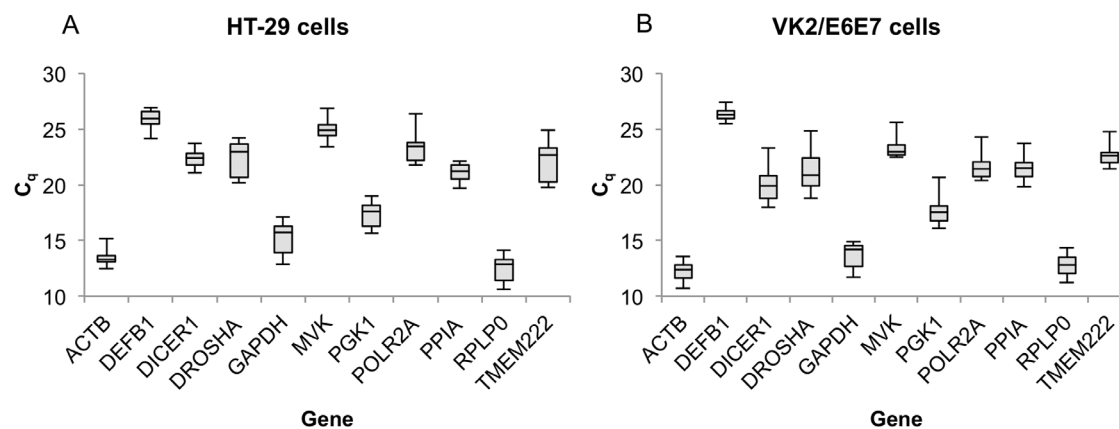 A
HT-29 cells
30
25
20
15
10
Cq
ACTB
DEFB1
DICER1
DROSHA
GAPDH
MVK
PGK1
POLR2A
PPIA
RPLP0
TMEM222
Gene
B
VK2/E6E7 cells
30
25
20
15
10
Cq
ACTB
DEFB1
DICER1
DROSHA
GAPDH
MVK
PGK1
POLR2A
PPIA
RPLP0
TMEM222
Gene